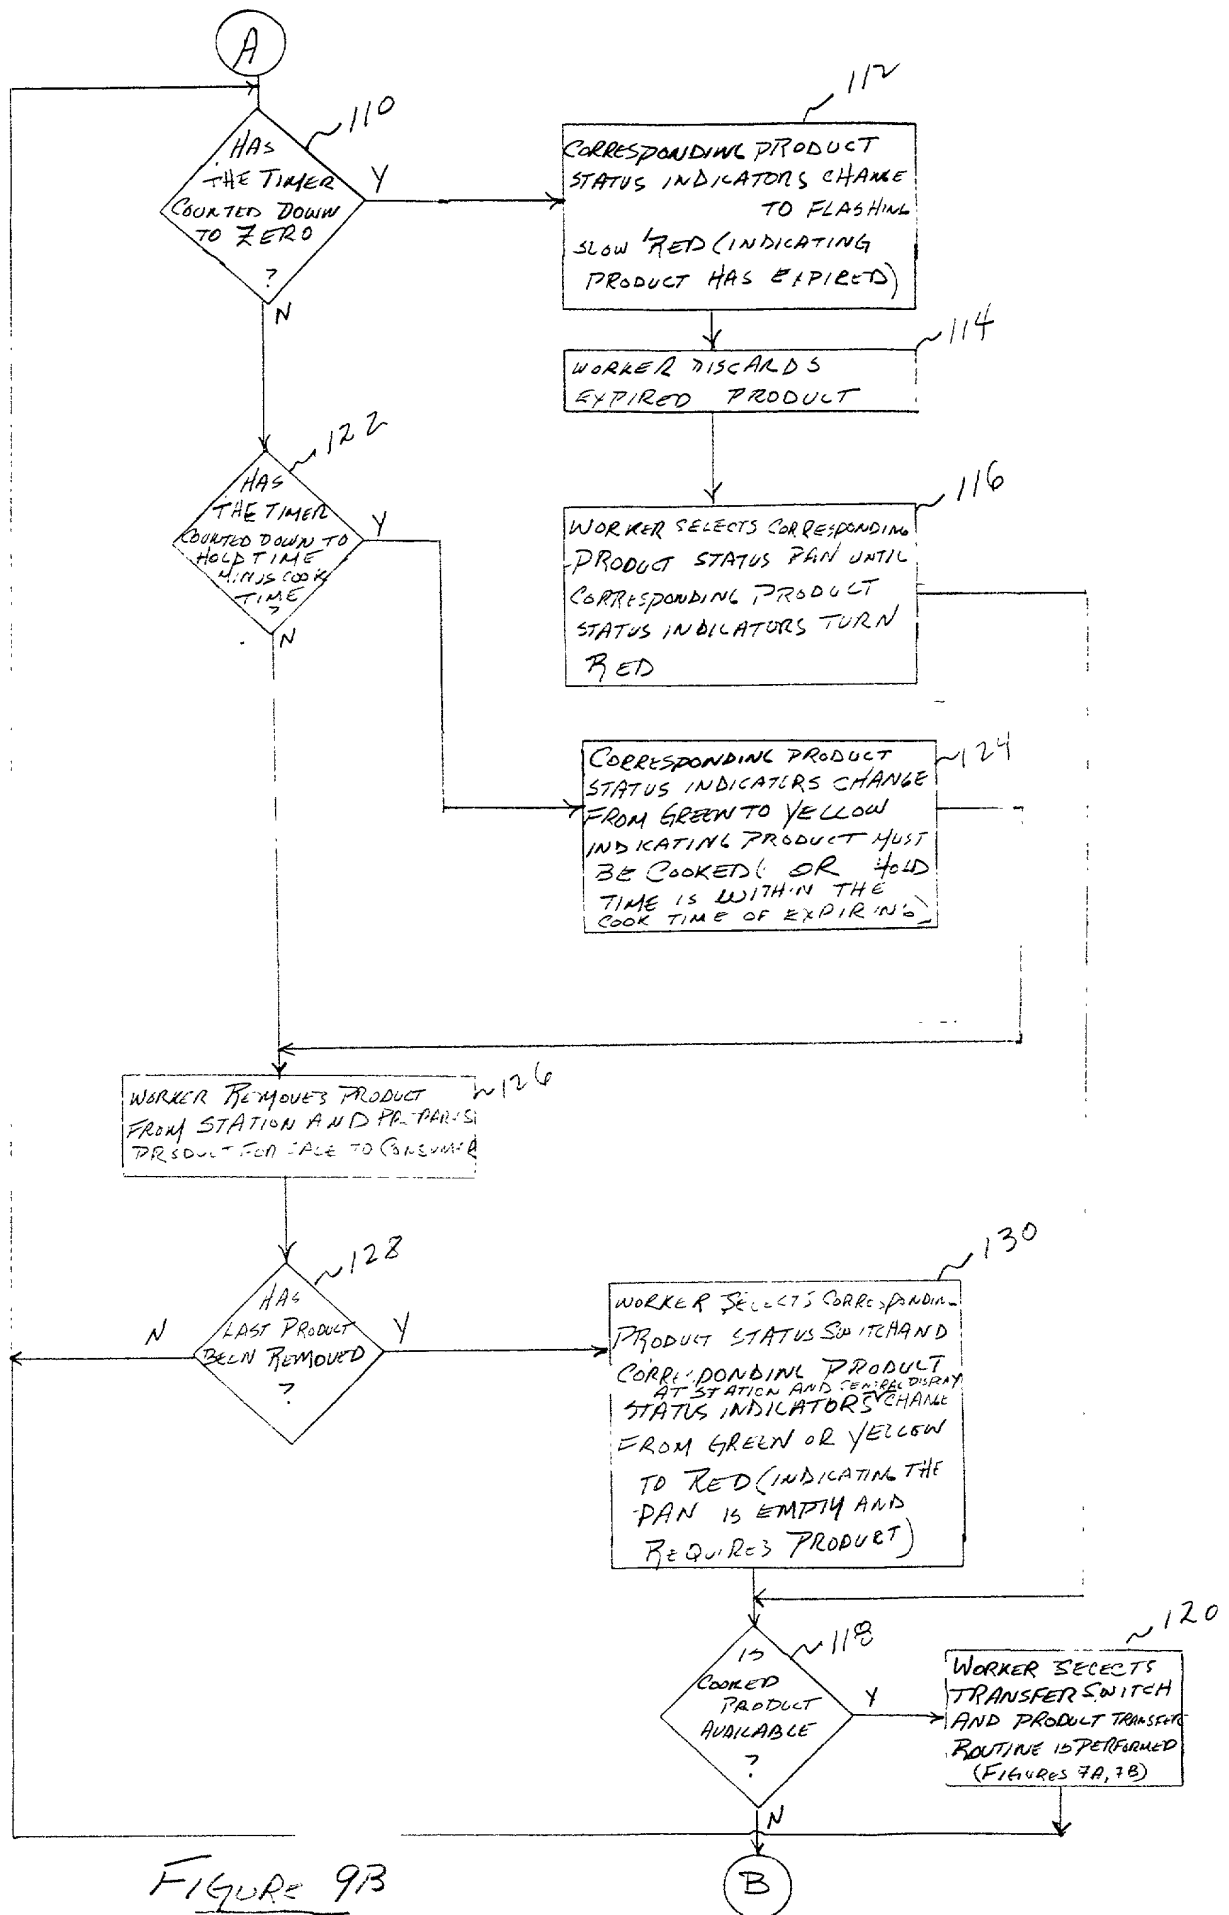 A
110
HAS
THE TIMER
COUNTED DOWN
TO ZERO
?
Y
N
112
CORRESPONDING PRODUCT
STATUS INDICATORS CHANGE
TO FLASHING
SLOW RED (INDICATING
PRODUCT HAS EXPIRED)
114
WORKER DISCARDS
EXPIRED PRODUCT
122
HAS
THE TIMER
COUNTED DOWN TO
HOLD TIME
MINUS COOK
TIME
?
Y
N
116
WORKER SELECTS CORRESPONDING
PRODUCT STATUS PAN UNTIL
CORRESPONDING PRODUCT
STATUS INDICATORS TURN
RED
124
CORRESPONDING PRODUCT
STATUS INDICATORS CHANGE
FROM GREEN TO YELLOW
INDICATING PRODUCT MUST
BE COOKED (OR HOLD
TIME IS WITHIN THE
COOK TIME OF EXPIRING)
126
WORKER REMOVES PRODUCT
FROM STATION AND PREPARES
PRODUCT FOR SALE TO CONSUMER
128
HAS
LAST PRODUCT
BEEN REMOVED
?
N
Y
130
WORKER SELECTS CORRESPONDIN
PRODUCT STATUS SWITCH AND
CORRESPONDING PRODUCT
AT STATION AND CENTRAL DISPLAY
STATUS INDICATORS CHANGE
FROM GREEN OR YELLOW
TO RED (INDICATING THE
PAN IS EMPTY AND
REQUIRES PRODUCT)
118
IS
COOKED
PRODUCT
AVAILABLE
?
Y
N
120
WORKER SELECTS
TRANSFER SWITCH
AND PRODUCT TRANSFER
ROUTINE IS PERFORMED
(FIGURES 7A, 7B)
B
FIGURE 9B